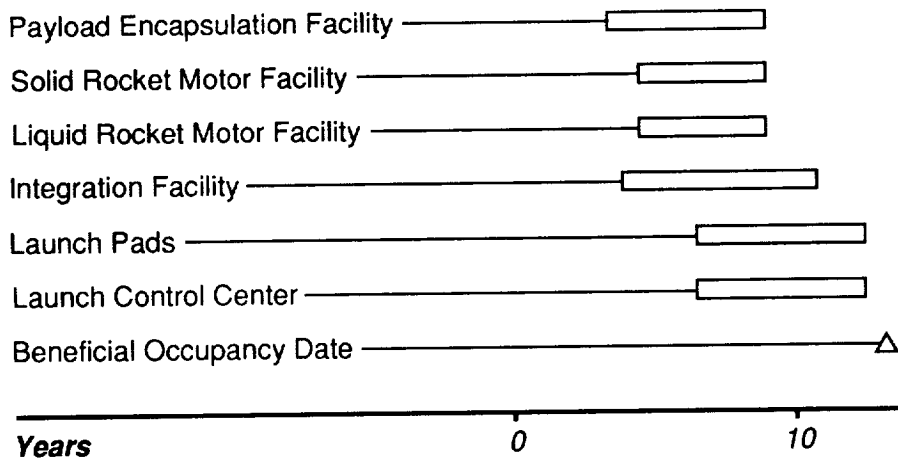 Payload Encapsulation Facility
Solid Rocket Motor Facility
Liquid Rocket Motor Facility
Integration Facility
Launch Pads
Launch Control Center
Beneficial Occupancy Date
Years 0 10